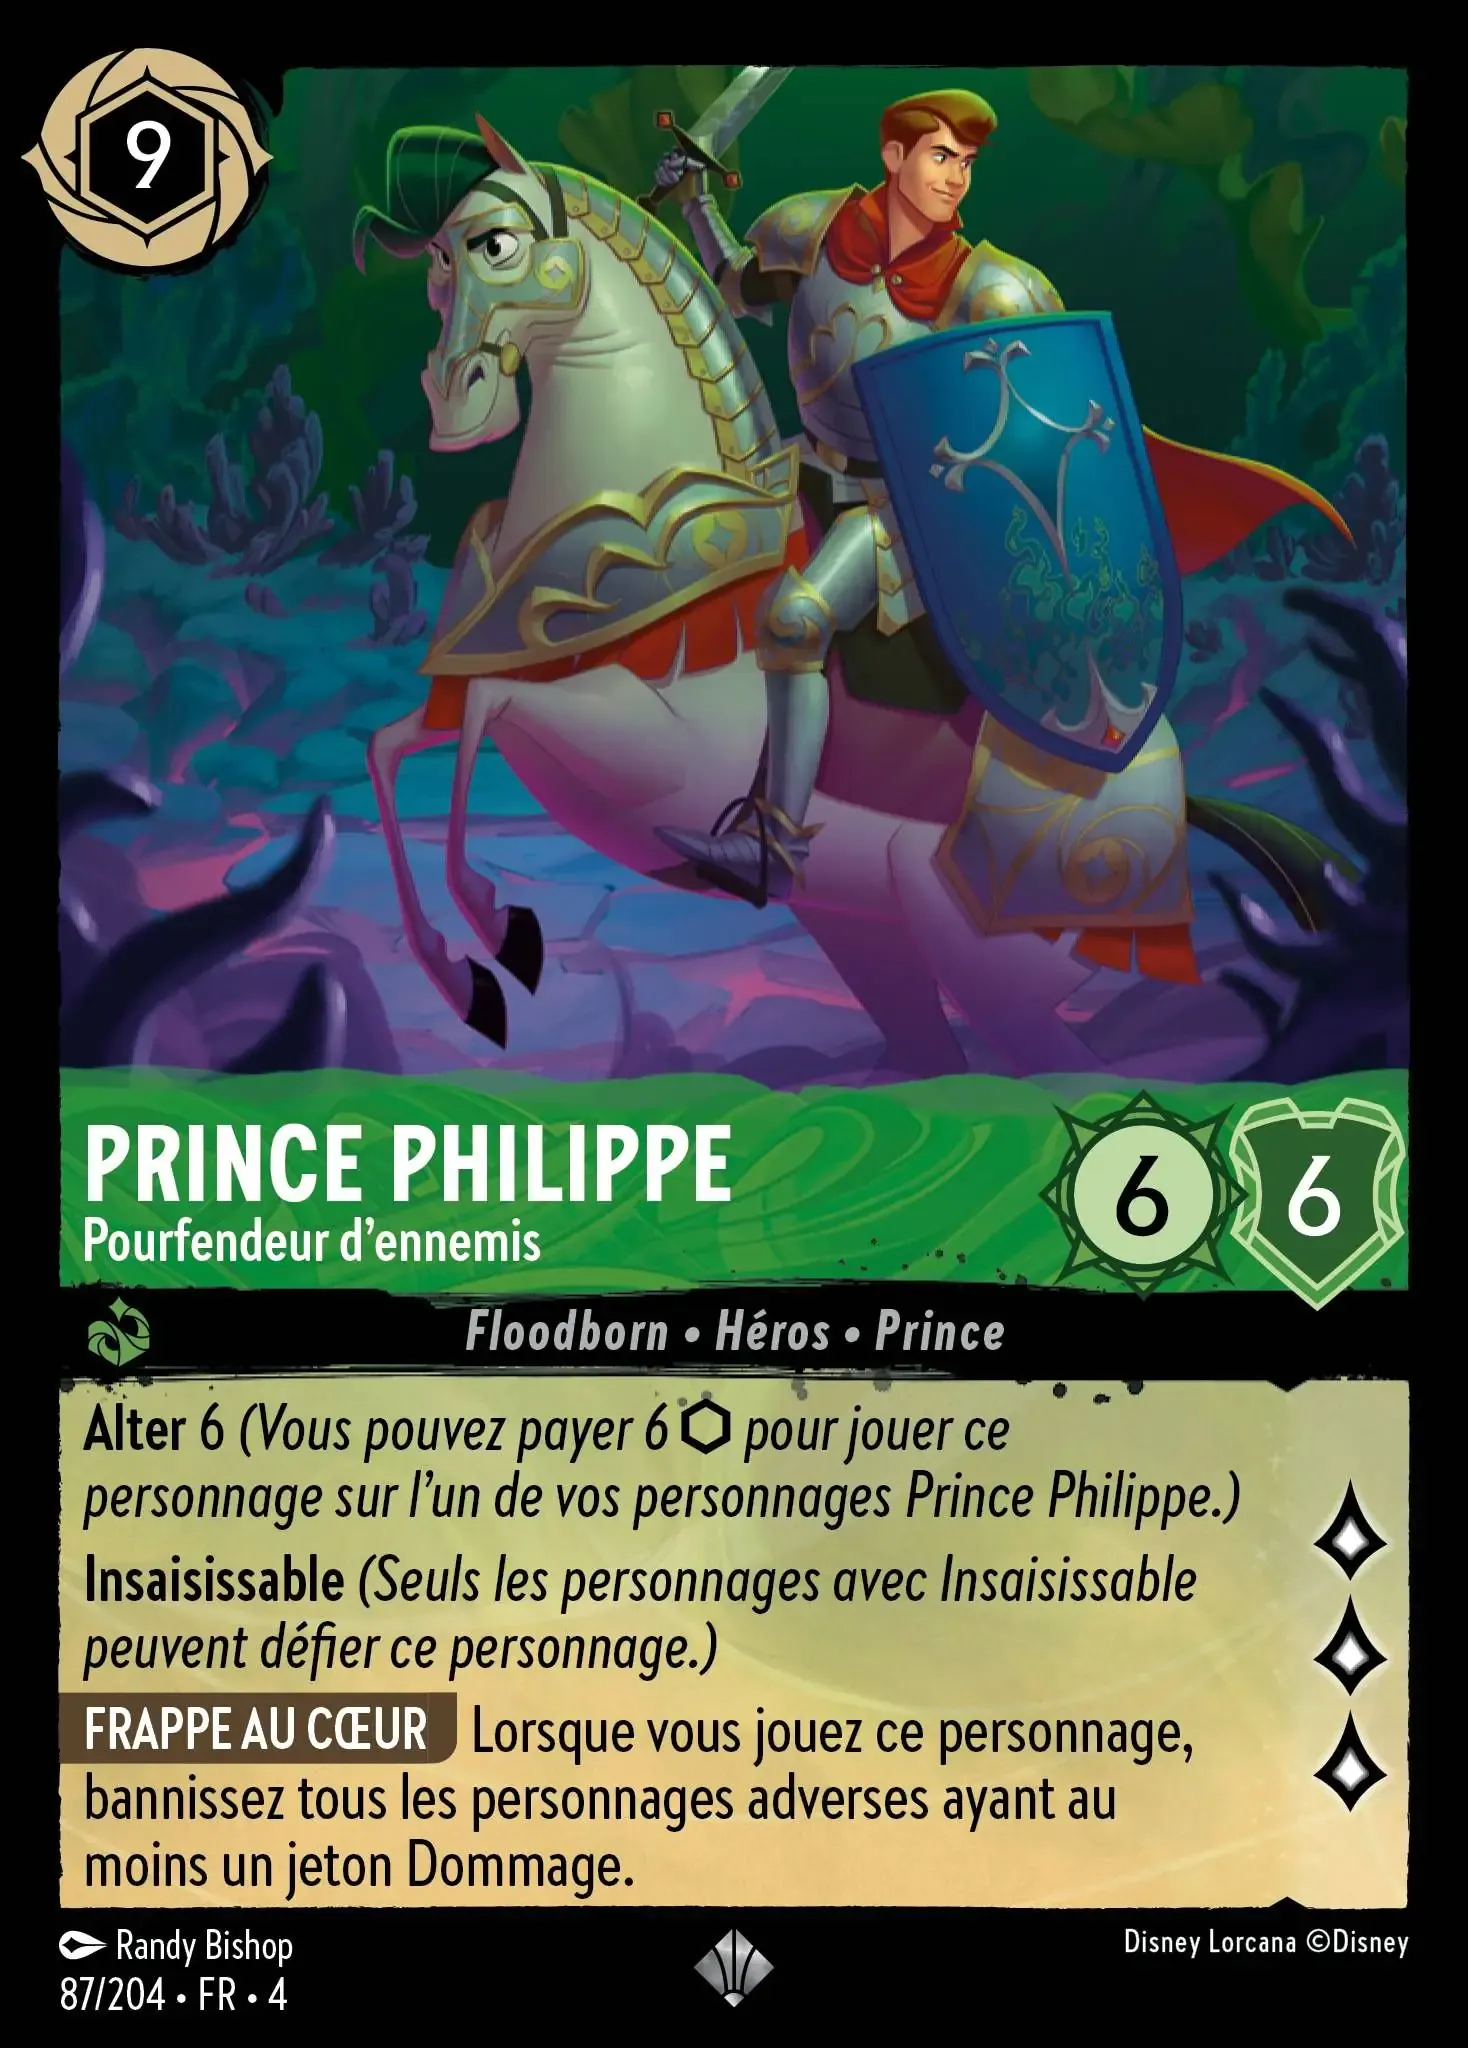 9
PRINCE PHILIPPE
Pourfendeur d'ennemis
6
6
Floodborn • Héros • Prince
Alter 6 (Vous pouvez payer 6 ⬡ pour jouer ce
personnage sur l'un de vos personnages Prince Philippe.)
Insaisissable (Seuls les personnages avec Insaisissable
peuvent défier ce personnage.)
FRAPPE AU CŒUR Lorsque vous jouez ce personnage,
bannissez tous les personnages adverses ayant au
moins un jeton Dommage.
Randy Bishop
Disney Lorcana ©Disney
87/204 • FR • 4